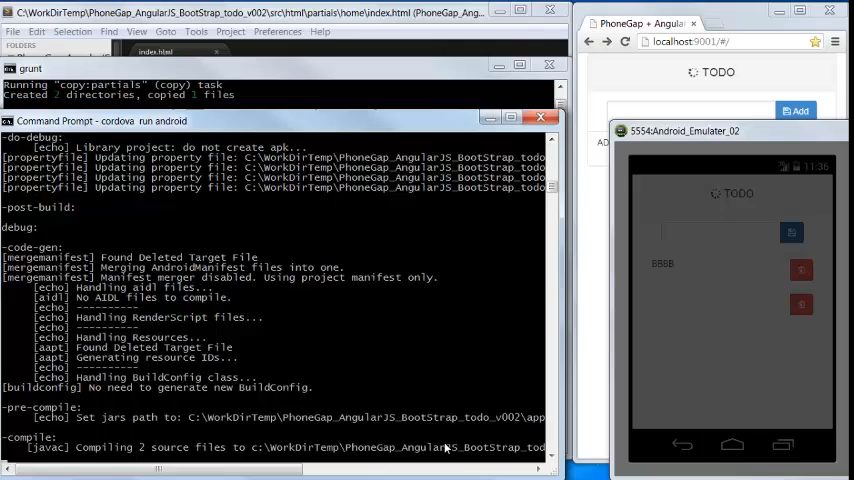 C:\WorkDirTemp\PhoneGap_AngularJS_BootStrap_todo_v002\src\html\partials\home\index.html (PhoneGap_Ang...
File Edit Selection Find View Goto Tools Project Preferences Help
FOLDERS
index.html
grunt
Running "copy:partials" (copy) task
Created 2 directories, copied 1 files
Command Prompt - cordova run android
-do-debug:
[echo] Library project: do not create apk...
[propertyfile] Updating property file: C:\WorkDirTemp\PhoneGap_AngularJS_BootStrap_todo
[propertyfile] Updating property file: C:\WorkDirTemp\PhoneGap_AngularJS_BootStrap_todo
[propertyfile] Updating property file: C:\WorkDirTemp\PhoneGap_AngularJS_BootStrap_todo
[propertyfile] Updating property file: C:\WorkDirTemp\PhoneGap_AngularJS_BootStrap_todo
-post-build:
debug:
-code-gen:
[mergemanifest] Found Deleted Target File
[mergemanifest] Merging AndroidManifest files into one.
[mergemanifest] Manifest merger disabled. Using project manifest only.
[echo] Handling aidl files...
[aidl] No AIDL files to compile.
[echo] ----------
[echo] Handling RenderScript files...
[echo] ----------
[echo] Handling Resources...
[aapt] Found Deleted Target File
[aapt] Generating resource IDs...
[echo] ----------
[echo] Handling BuildConfig class...
[buildconfig] No need to generate new BuildConfig.
-pre-compile:
[echo] Set jars path to: C:\WorkDirTemp\PhoneGap_AngularJS_BootStrap_todo_v002\app
-compile:
[javac] Compiling 2 source files to c:\WorkDirTemp\PhoneGap_AngularJS_BootStrap_tod
PhoneGap + Angular
localhost:9001/#/
TODO
Add
5554:Android_Emulater_02
11:36
TODO
BBBB